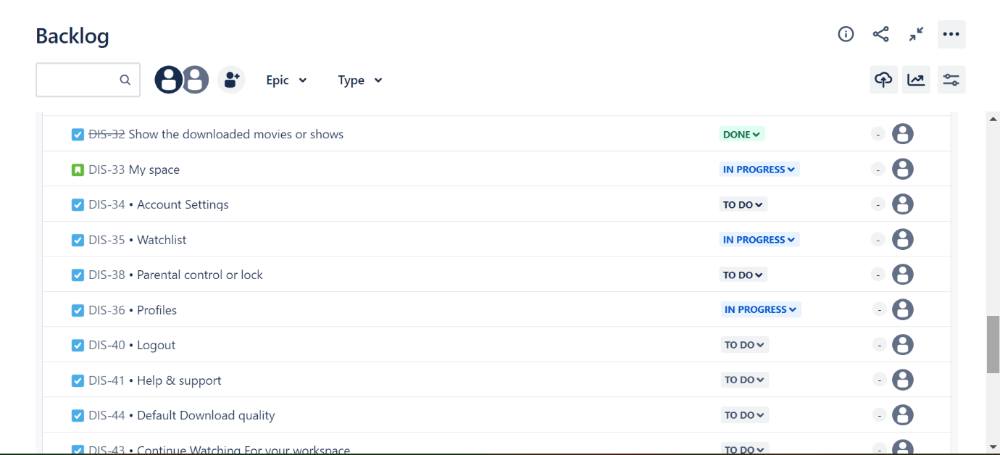 Backlog
Epic Type
DIS-32 Show the downloaded movies or shows DONE -
DIS-33 My space IN PROGRESS -
DIS-34 • Account Settings TO DO -
DIS-35 • Watchlist IN PROGRESS -
DIS-38 • Parental control or lock TO DO -
DIS-36 • Profiles IN PROGRESS -
DIS-40 • Logout TO DO -
DIS-41 • Help & support TO DO -
DIS-44 • Default Download quality TO DO -
DIS-43 • Continue Watching For your workspace TO DO -